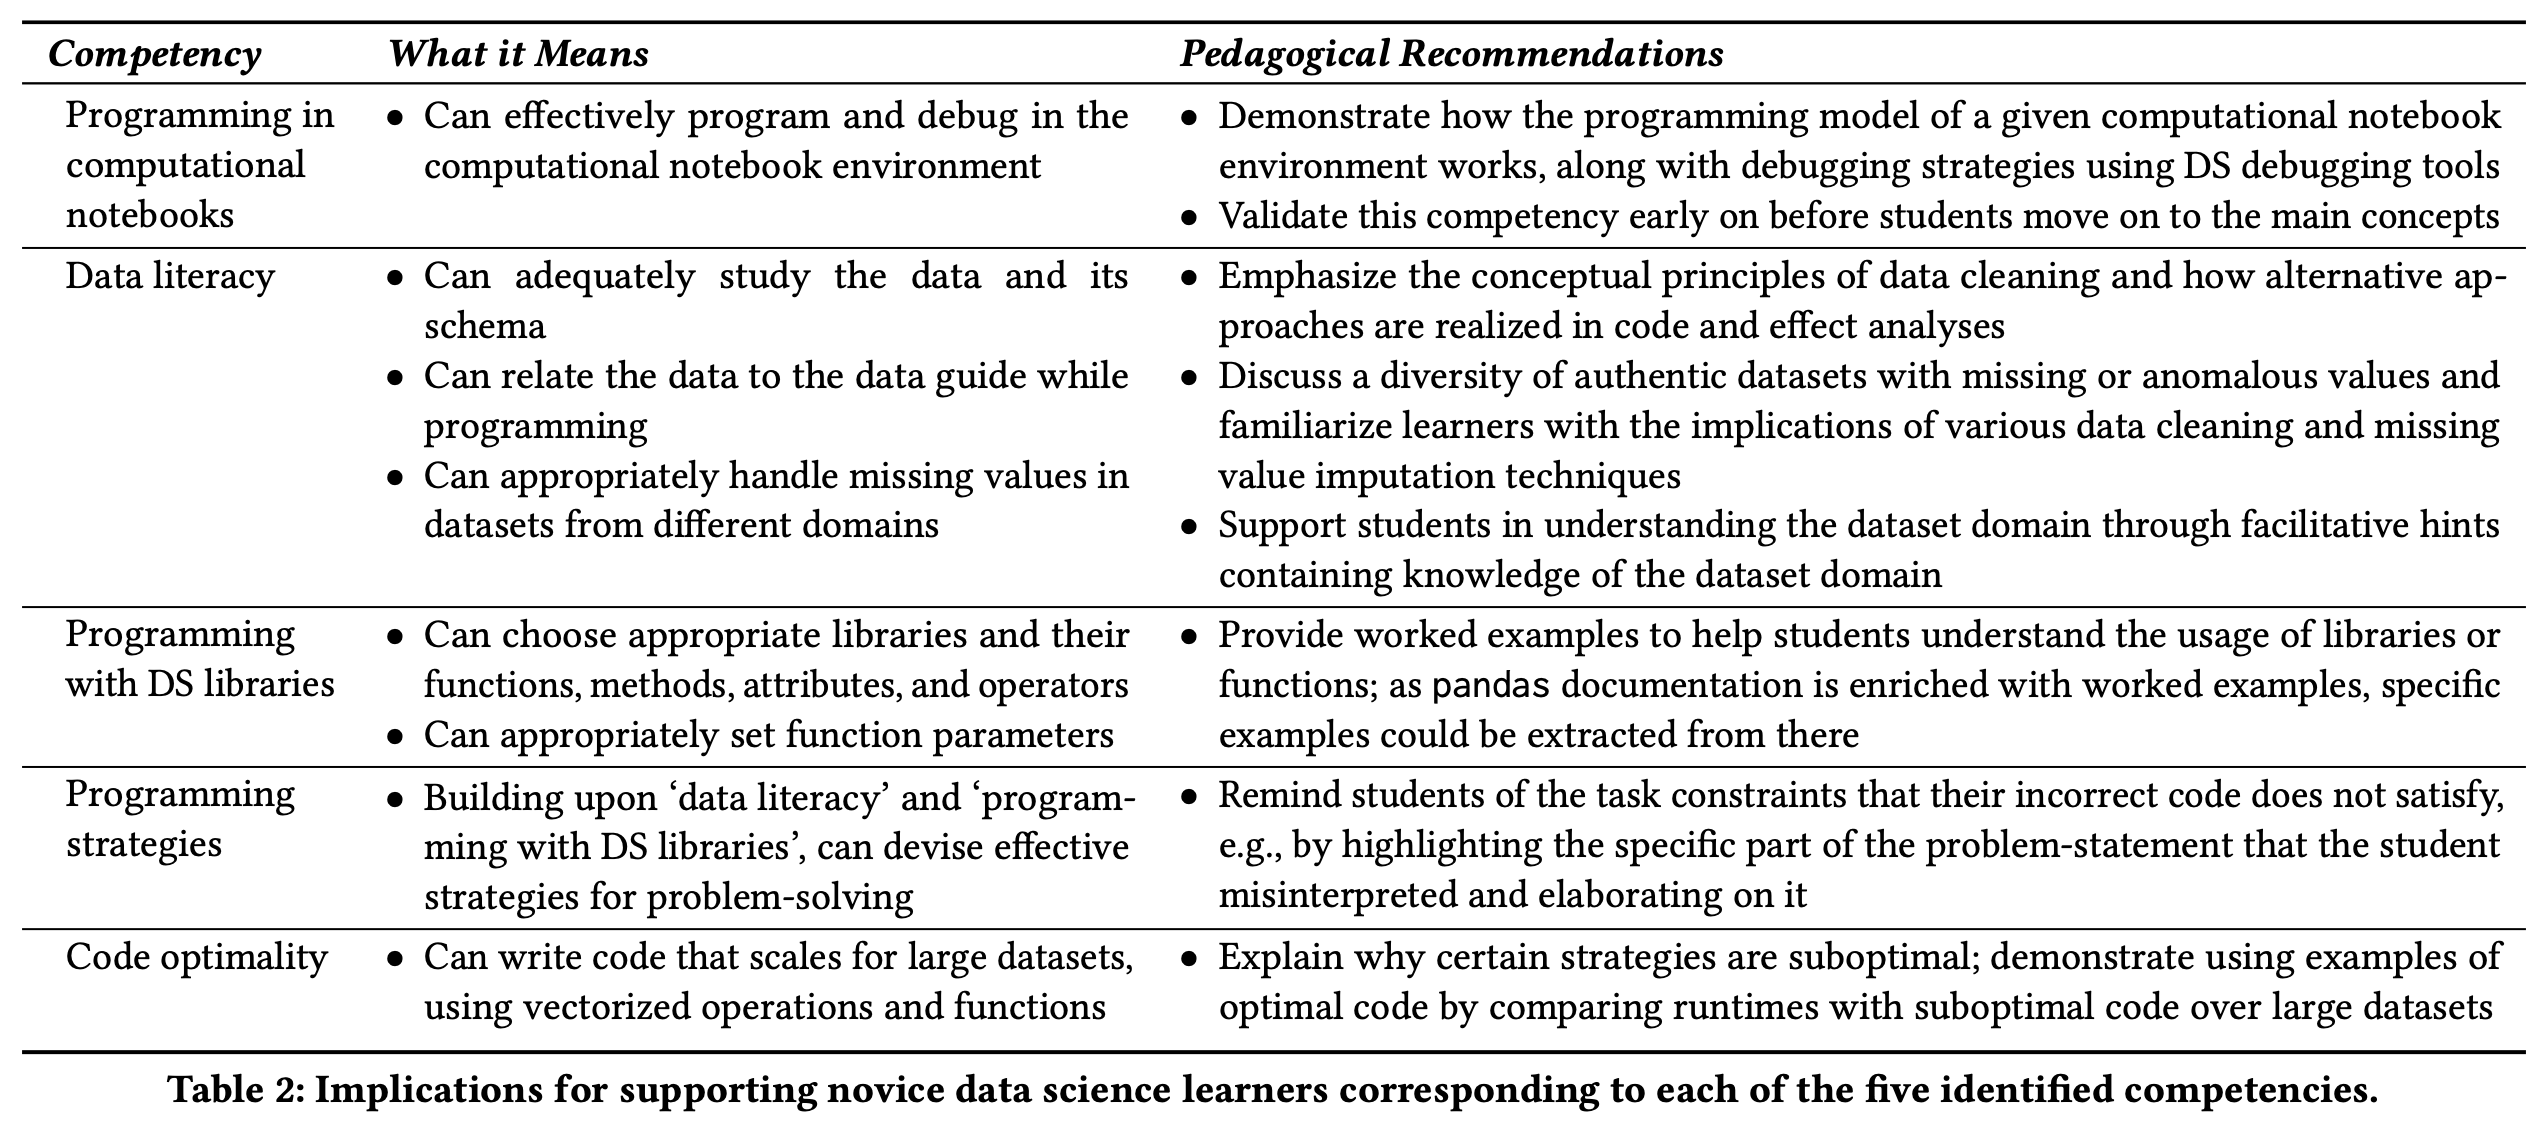 Competency What it Means Pedagogical Recommendations
Programming in
computational
notebooks
• Can effectively program and debug in the
computational notebook environment
• Demonstrate how the programming model of a given computational notebook
environment works, along with debugging strategies using DS debugging tools
• Validate this competency early on before students move on to the main concepts
Data literacy
• Can adequately study the data and its
schema
• Can relate the data to the data guide while
programming
• Can appropriately handle missing values in
datasets from different domains
• Emphasize the conceptual principles of data cleaning and how alternative ap-
proaches are realized in code and effect analyses
• Discuss a diversity of authentic datasets with missing or anomalous values and
familiarize learners with the implications of various data cleaning and missing
value imputation techniques
• Support students in understanding the dataset domain through facilitative hints
containing knowledge of the dataset domain
Programming
with DS libraries
• Can choose appropriate libraries and their
functions, methods, attributes, and operators
• Can appropriately set function parameters
• Provide worked examples to help students understand the usage of libraries or
functions; as pandas documentation is enriched with worked examples, specific
examples could be extracted from there
Programming
strategies
• Building upon ‘data literacy’ and ‘program-
ming with DS libraries’, can devise effective
strategies for problem-solving
• Remind students of the task constraints that their incorrect code does not satisfy,
e.g., by highlighting the specific part of the problem-statement that the student
misinterpreted and elaborating on it
Code optimality
• Can write code that scales for large datasets,
using vectorized operations and functions
• Explain why certain strategies are suboptimal; demonstrate using examples of
optimal code by comparing runtimes with suboptimal code over large datasets
Table 2: Implications for supporting novice data science learners corresponding to each of the five identified competencies.